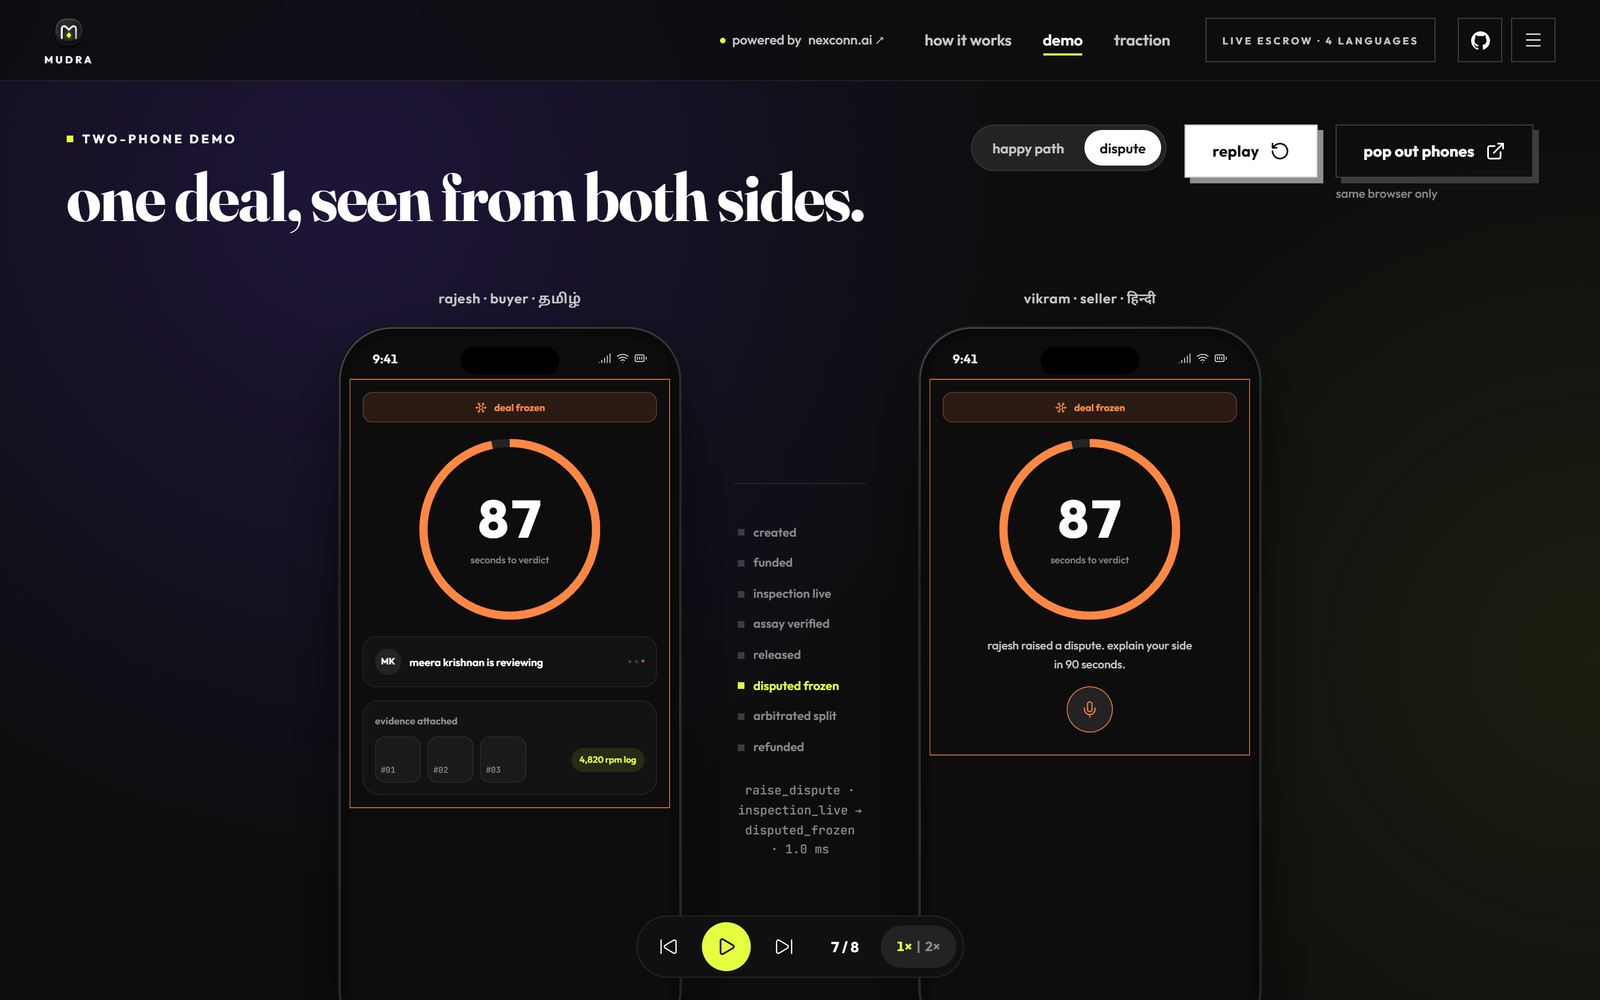 MUDRA
powered by nexconn.ai ↗
how it works
demo
traction
LIVE ESCROW · 4 LANGUAGES
TWO-PHONE DEMO
one deal, seen from both sides.
happy path
dispute
replay
pop out phones
same browser only
rajesh · buyer · தமிழ்
9:41
deal frozen
87
seconds to verdict
MK
meera krishnan is reviewing
evidence attached
#01
#02
#03
4,820 rpm log
created
funded
inspection live
assay verified
released
disputed frozen
arbitrated split
refunded
raise_dispute ·
inspection_live →
disputed_frozen
· 1.0 ms
vikram · seller · हिन्दी
9:41
deal frozen
87
seconds to verdict
rajesh raised a dispute. explain your side
in 90 seconds.
7 / 8
1× | 2×